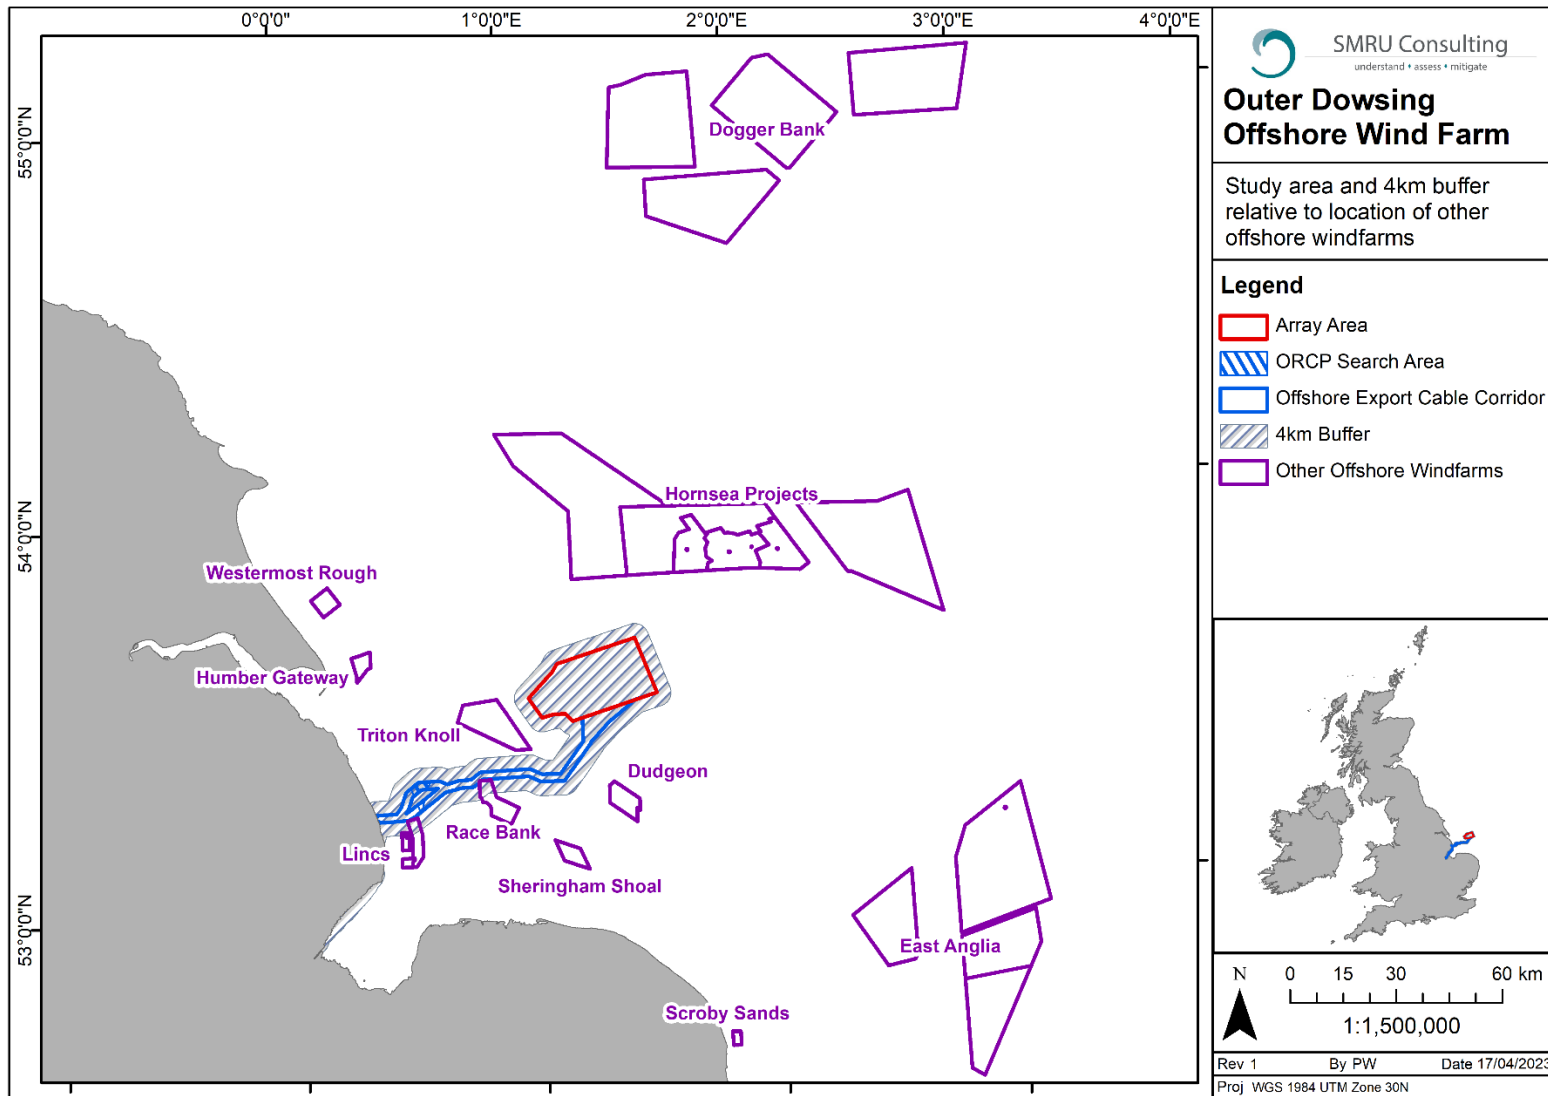 0°0'0"
1°0'0"E
2°0'0"E
3°0'0"E
4°0'0"E
55°0'0"N
54°0'0"N
53°0'0"N
Dogger Bank
Hornsea Projects
Westermost Rough
Humber Gateway
Triton Knoll
Dudgeon
Race Bank
Lincs
Sheringham Shoal
East Anglia
Scroby Sands
SMRU Consulting
understand • assess • mitigate
Outer Dowsing
Offshore Wind Farm
Study area and 4km buffer
relative to location of other
offshore windfarms
Legend
Array Area
ORCP Search Area
Offshore Export Cable Corridor
4km Buffer
Other Offshore Windfarms
N
0 15 30 60 km
1:1,500,000
Rev 1 By PW Date 17/04/2023
Proj WGS 1984 UTM Zone 30N